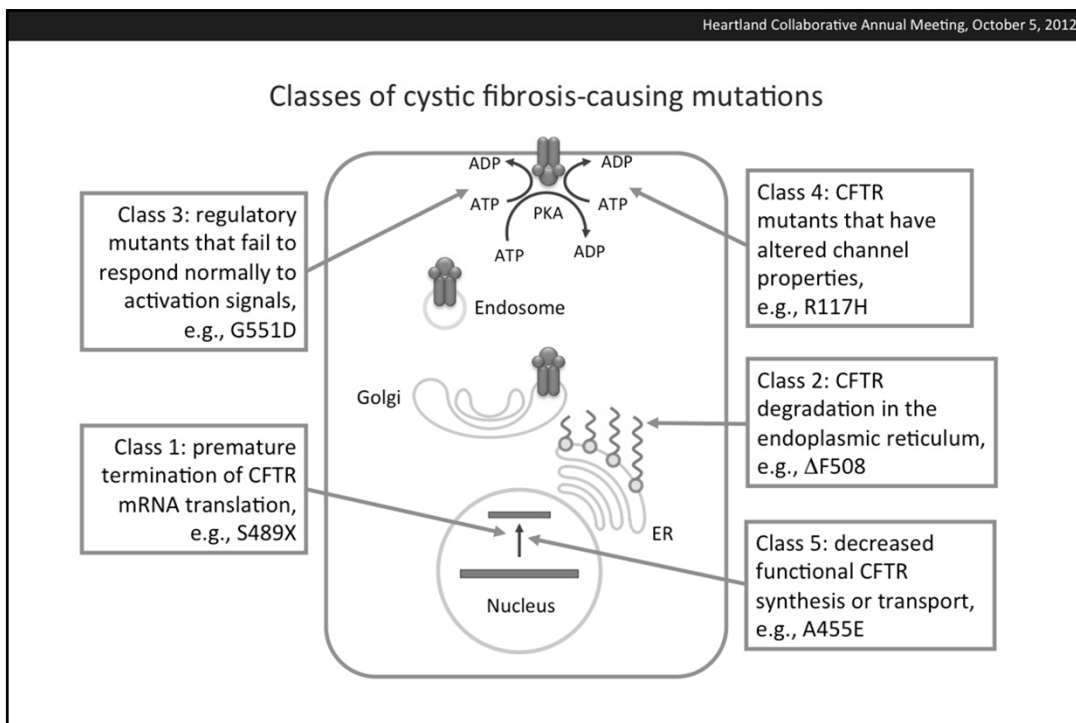 Heartland Collaborative Annual Meeting, October 5, 2012
Classes of cystic fibrosis-causing mutations
ADP
ADP
ATP
PKA
ATP
ATP
ADP
Class 3: regulatory
mutants that fail to
respond normally to
activation signals,
e.g., G551D
Class 4: CFTR
mutants that have
altered channel
properties,
e.g., R117H
Endosome
Golgi
Class 2: CFTR
degradation in the
endoplasmic reticulum,
e.g., ΔF508
Class 1: premature
termination of CFTR
mRNA translation,
e.g., S489X
ER
Class 5: decreased
functional CFTR
synthesis or transport,
e.g., A455E
Nucleus